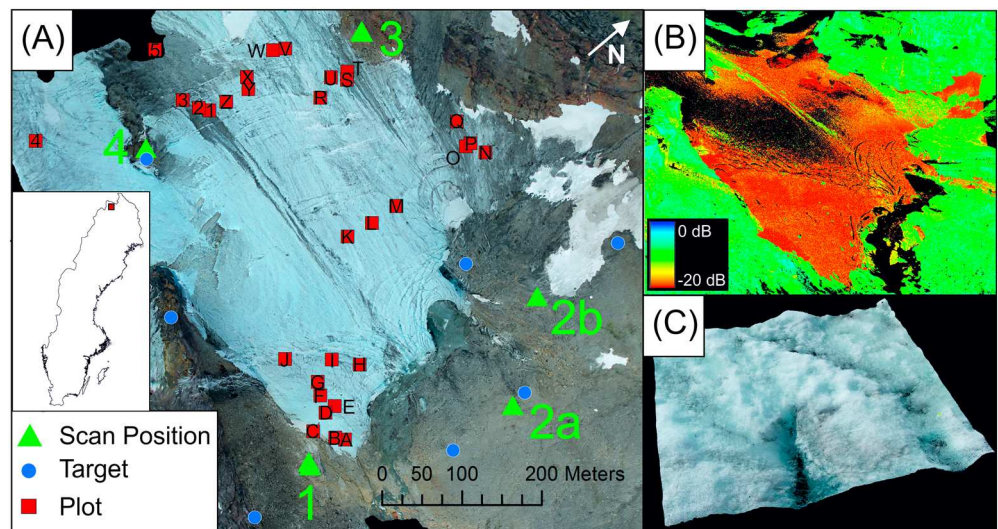 (A)
5
W V
3
N
T
X U S
Y R
3 Z
2 1
4
4
Q
P
O N
M
L
K
2b
J I H
G
F
E
D
2a
C
B A
1
0 50 100 200 Meters
Scan Position
Target
Plot
(B)
0 dB
-20 dB
(C)